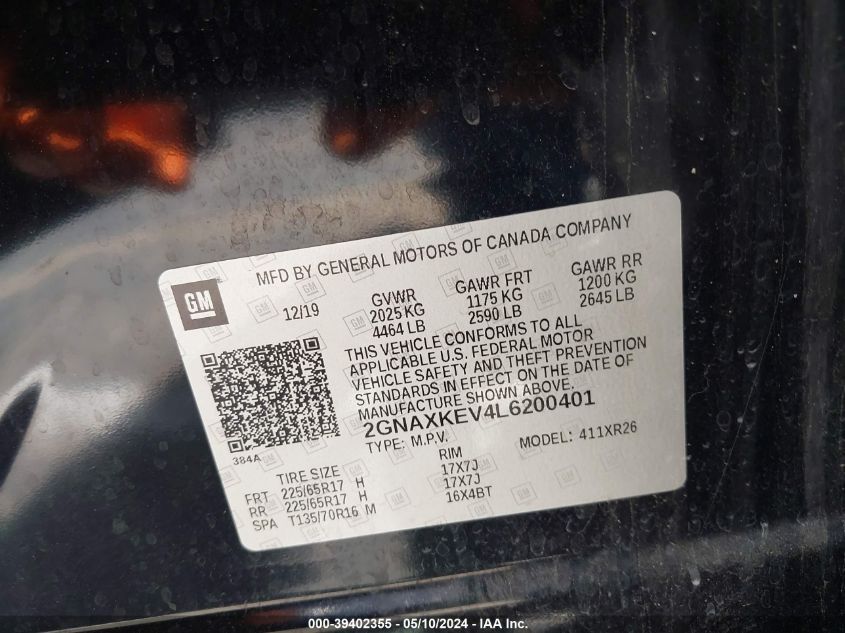 MFD BY GENERAL MOTORS OF CANADA COMPANY
GM
12/19
GVWR
2025 KG
4464 LB
GAWR FRT
1175 KG
2590 LB
GAWR RR
1200 KG
2645 LB
THIS VEHICLE CONFORMS TO ALL
APPLICABLE U.S. FEDERAL MOTOR
VEHICLE SAFETY AND THEFT PREVENTION
STANDARDS IN EFFECT ON THE DATE OF
MANUFACTURE SHOWN ABOVE.
2GNAXKEV4L6200401
TYPE: M.P.V. MODEL: 411XR26
384A
TIRE SIZE RIM
FRT 225/65R17 H 17X7J
RR 225/65R17 H 17X7J
SPA T135/70R16 M 16X4BT
000-39402355 - 05/10/2024 - IAA Inc.